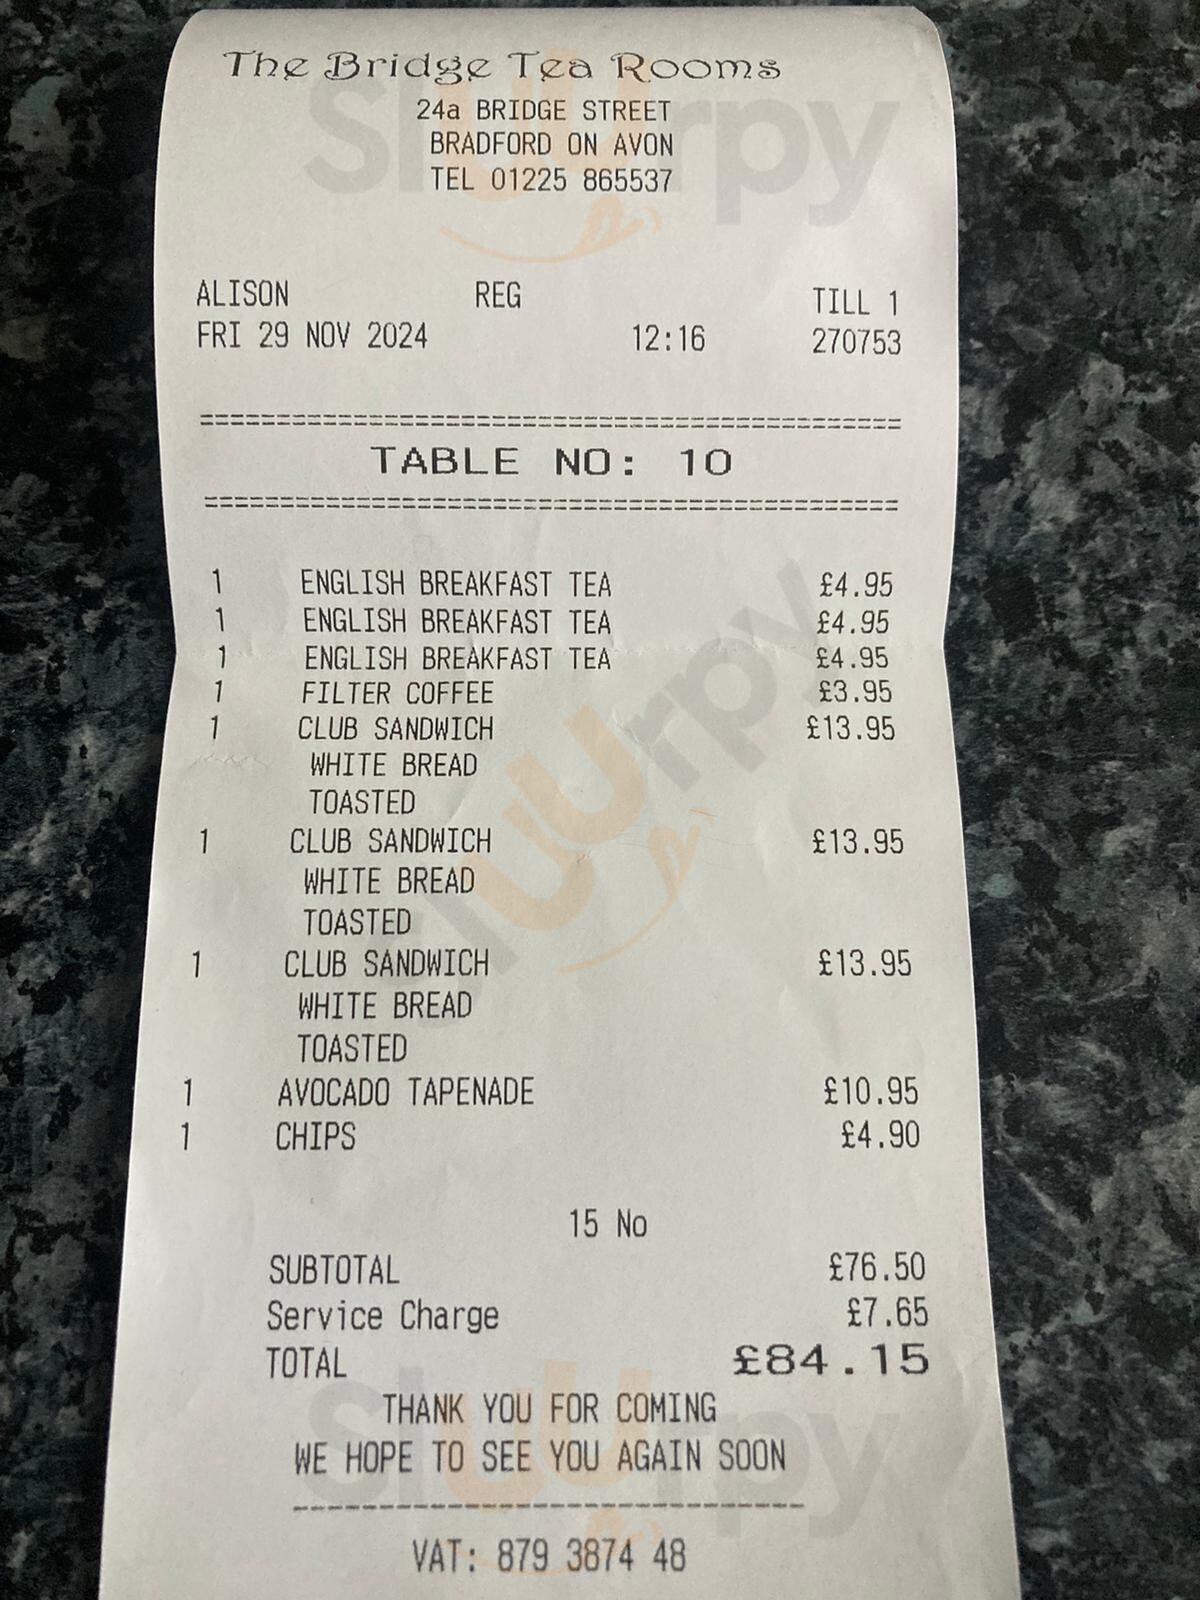 The Bridge Tea Rooms
24a BRIDGE STREET
BRADFORD ON AVON
TEL 01225 865537
ALISON REG TILL 1
FRI 29 NOV 2024 12:16 270753
==============================================
TABLE NO: 10
==============================================
1 ENGLISH BREAKFAST TEA £4.95
1 ENGLISH BREAKFAST TEA £4.95
1 ENGLISH BREAKFAST TEA £4.95
1 FILTER COFFEE £3.95
1 CLUB SANDWICH £13.95
WHITE BREAD
TOASTED
1 CLUB SANDWICH £13.95
WHITE BREAD
TOASTED
1 CLUB SANDWICH £13.95
WHITE BREAD
TOASTED
1 AVOCADO TAPENADE £10.95
1 CHIPS £4.90
15 No
SUBTOTAL £76.50
Service Charge £7.65
TOTAL £84.15
THANK YOU FOR COMING
WE HOPE TO SEE YOU AGAIN SOON
------------------------------
VAT: 879 3874 48
Sluurpy
Sluurpy
Sluurpy